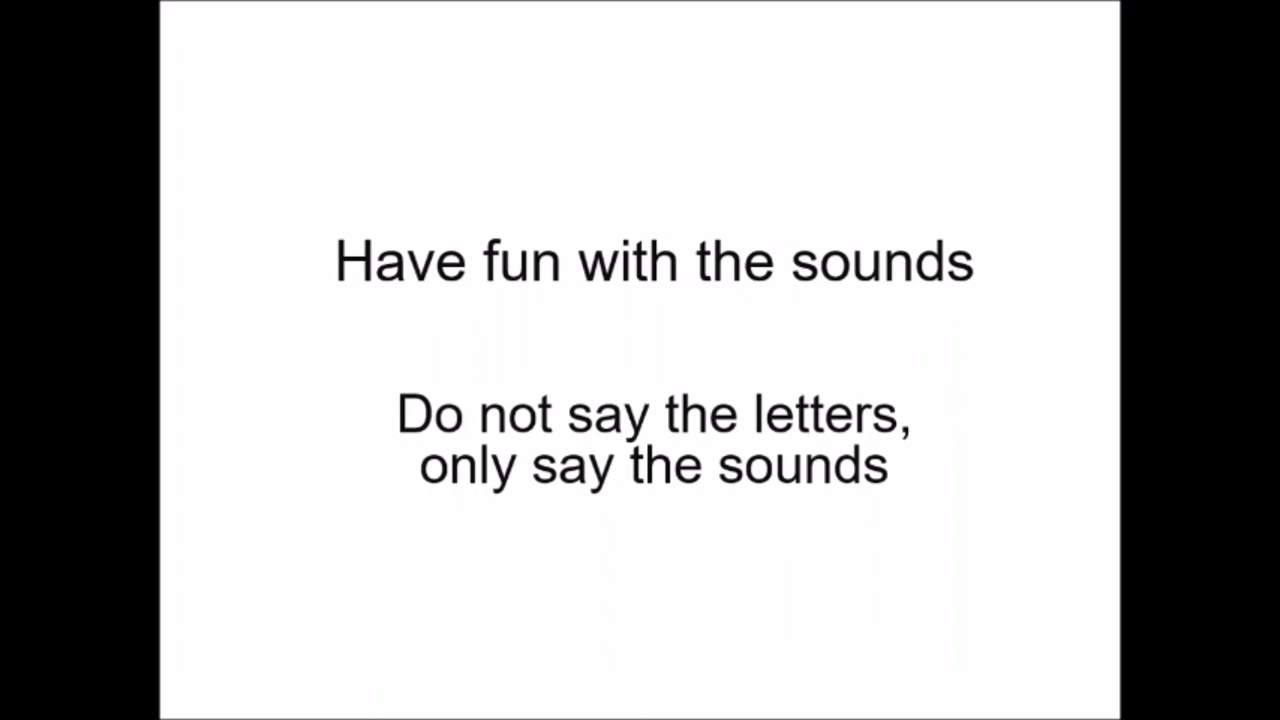 Have fun with the sounds
Do not say the letters,
only say the sounds